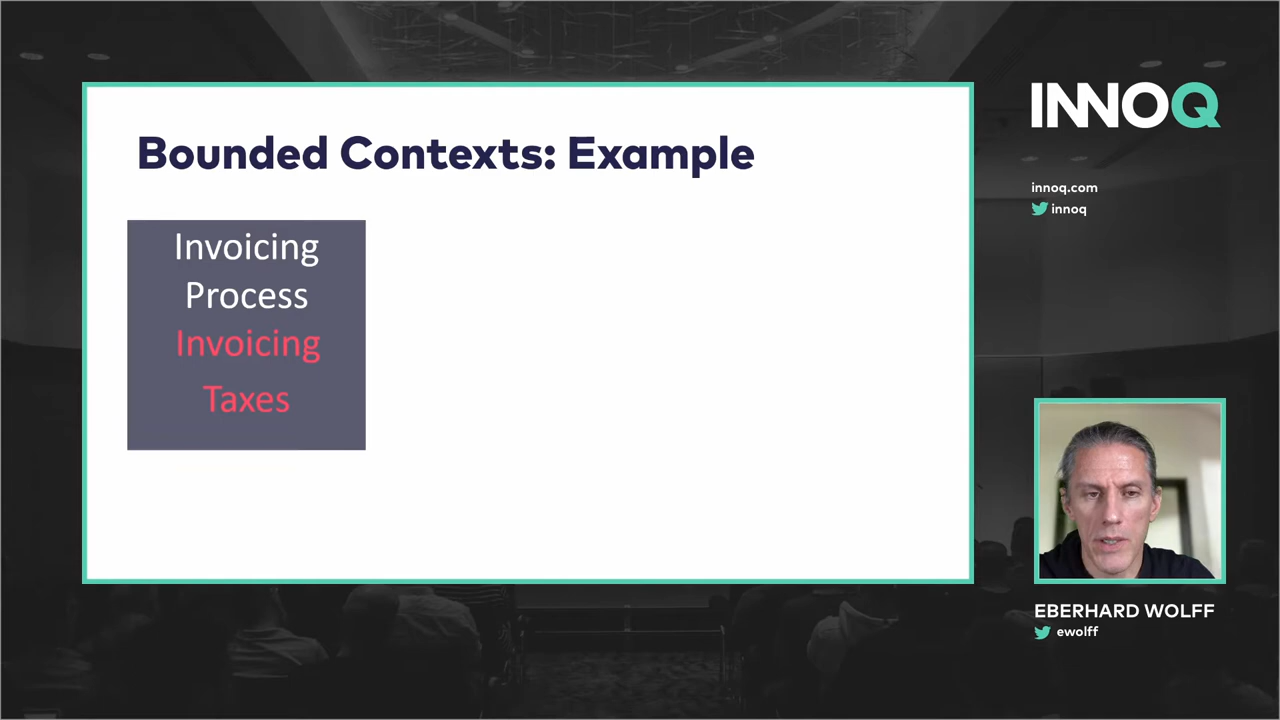 Bounded Contexts: Example
Invoicing
Process
Invoicing
Taxes
INNOQ
innoq.com
innoq
EBERHARD WOLFF
ewolff